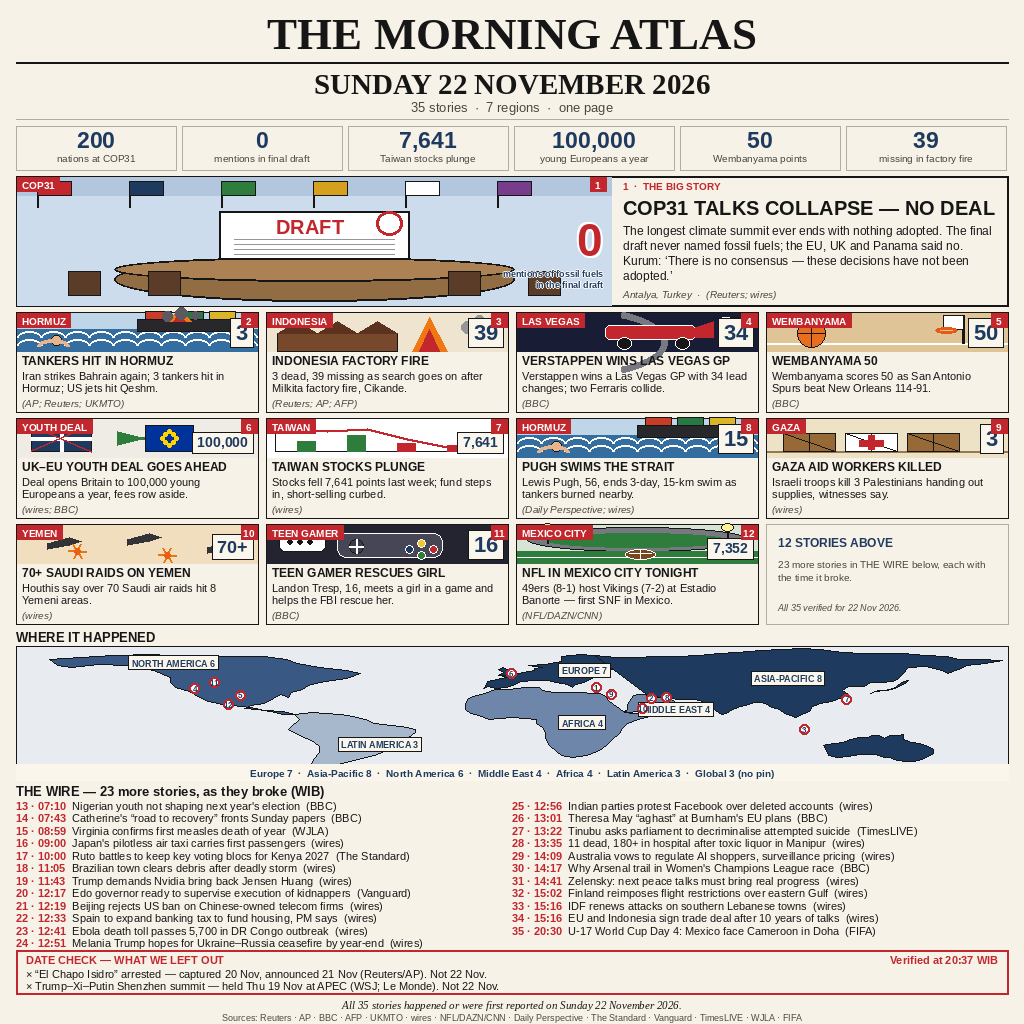 THE MORNING ATLAS
SUNDAY 22 NOVEMBER 2026
35 stories · 7 regions · one page
200
nations at COP31
0
mentions in final draft
7,641
Taiwan stocks plunge
100,000
young Europeans a year
50
Wembanyama points
39
missing in factory fire
COP31
1
DRAFT
0
mentions of fossil fuels
in the final draft
1 · THE BIG STORY
COP31 TALKS COLLAPSE — NO DEAL
The longest climate summit ever ends with nothing adopted. The final
draft never named fossil fuels; the EU, UK and Panama said no.
Kurum: ‘There is no consensus — these decisions have not been
adopted.’
Antalya, Turkey · (Reuters; wires)
HORMUZ
2
3
TANKERS HIT IN HORMUZ
Iran strikes Bahrain again; 3 tankers hit in
Hormuz; US jets hit Qeshm.
(AP; Reuters; UKMTO)
INDONESIA
3
39
INDONESIA FACTORY FIRE
3 dead, 39 missing as search goes on after
Milkita factory fire, Cikande.
(Reuters; AP; AFP)
LAS VEGAS
4
34
VERSTAPPEN WINS LAS VEGAS GP
Verstappen wins a Las Vegas GP with 34 lead
changes; two Ferraris collide.
(BBC)
WEMBANYAMA
5
50
WEMBANYAMA 50
Wembanyama scores 50 as San Antonio
Spurs beat New Orleans 114-91.
(BBC)
YOUTH DEAL
6
100,000
UK–EU YOUTH DEAL GOES AHEAD
Deal opens Britain to 100,000 young
Europeans a year, fees row aside.
(wires; BBC)
TAIWAN
7
7,641
TAIWAN STOCKS PLUNGE
Stocks fell 7,641 points last week; fund steps
in, short-selling curbed.
(wires)
HORMUZ
8
15
PUGH SWIMS THE STRAIT
Lewis Pugh, 56, ends 3-day, 15-km swim as
tankers burned nearby.
(Daily Perspective; wires)
GAZA
9
3
GAZA AID WORKERS KILLED
Israeli troops kill 3 Palestinians handing out
supplies, witnesses say.
(wires)
YEMEN
10
70+
70+ SAUDI RAIDS ON YEMEN
Houthis say over 70 Saudi air raids hit 8
Yemeni areas.
(wires)
TEEN GAMER
11
16
TEEN GAMER RESCUES GIRL
Landon Tresp, 16, meets a girl in a game and
helps the FBI rescue her.
(BBC)
MEXICO CITY
12
7,352
NFL IN MEXICO CITY TONIGHT
49ers (8-1) host Vikings (7-2) at Estadio
Banorte — first SNF in Mexico.
(NFL/DAZN/CNN)
12 STORIES ABOVE
23 more stories in THE WIRE below, each with
the time it broke.
All 35 verified for 22 Nov 2026.
WHERE IT HAPPENED
NORTH AMERICA 6
EUROPE 7
ASIA-PACIFIC 8
MIDDLE EAST 4
AFRICA 4
LATIN AMERICA 3
4
11
5
12
6
1
9
2
8
7
3
Europe 7 · Asia-Pacific 8 · North America 6 · Middle East 4 · Africa 4 · Latin America 3 · Global 3 (no pin)
THE WIRE — 23 more stories, as they broke (WIB)
13 · 07:10 Nigerian youth not shaping next year's election (BBC)
14 · 07:43 Catherine's “road to recovery” fronts Sunday papers (BBC)
15 · 08:59 Virginia confirms first measles death of year (WJLA)
16 · 09:00 Japan's pilotless air taxi carries first passengers (wires)
17 · 10:00 Ruto battles to keep key voting blocs for Kenya 2027 (The Standard)
18 · 11:05 Brazilian town clears debris after deadly storm (wires)
19 · 11:43 Trump demands Nvidia bring back Jensen Huang (wires)
20 · 12:17 Edo governor ready to supervise execution of kidnappers (Vanguard)
21 · 12:19 Beijing rejects US ban on Chinese-owned telecom firms (wires)
22 · 12:33 Spain to expand banking tax to fund housing, PM says (wires)
23 · 12:41 Ebola death toll passes 5,700 in DR Congo outbreak (wires)
24 · 12:51 Melania Trump hopes for Ukraine–Russia ceasefire by year-end (wires)
25 · 12:56 Indian parties protest Facebook over deleted accounts (wires)
26 · 13:01 Theresa May “aghast” at Burnham's EU plans (BBC)
27 · 13:22 Tinubu asks parliament to decriminalise attempted suicide (TimesLIVE)
28 · 13:35 11 dead, 180+ in hospital after toxic liquor in Manipur (wires)
29 · 14:09 Australia vows to regulate AI shoppers, surveillance pricing (wires)
30 · 14:17 Why Arsenal trail in Women's Champions League race (BBC)
31 · 14:41 Zelensky: next peace talks must bring real progress (wires)
32 · 15:02 Finland reimposes flight restrictions over eastern Gulf (wires)
33 · 15:16 IDF renews attacks on southern Lebanese towns (wires)
34 · 15:16 EU and Indonesia sign trade deal after 10 years of talks (wires)
35 · 20:30 U-17 World Cup Day 4: Mexico face Cameroon in Doha (FIFA)
DATE CHECK — WHAT WE LEFT OUT
Verified at 20:37 WIB
× “El Chapo Isidro” arrested — captured 20 Nov, announced 21 Nov (Reuters/AP). Not 22 Nov.
× Trump–Xi–Putin Shenzhen summit — held Thu 19 Nov at APEC (WSJ; Le Monde). Not 22 Nov.
All 35 stories happened or were first reported on Sunday 22 November 2026.
Sources: Reuters · AP · BBC · AFP · UKMTO · wires · NFL/DAZN/CNN · Daily Perspective · The Standard · Vanguard · TimesLIVE · WJLA · FIFA